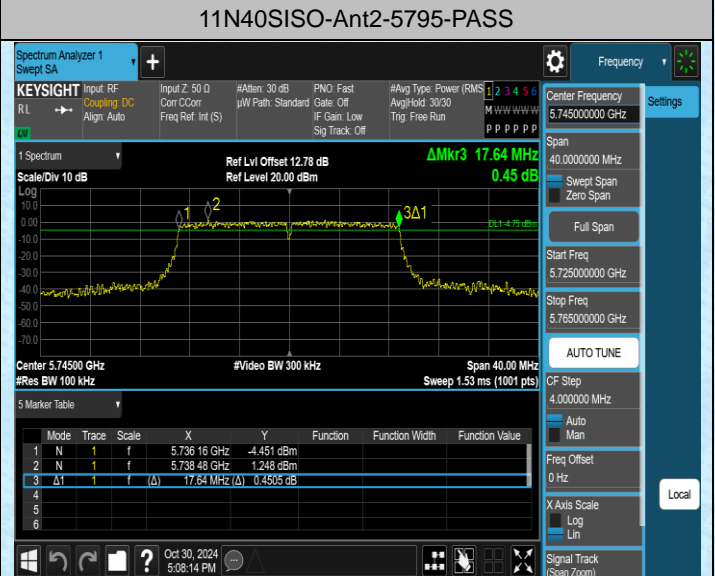 11N40SISO-Ant2-5795-PASS
Spectrum Analyzer 1
Swept SA
Frequency
KEYSIGHT
RL
Input: RF
Coupling: DC
Align: Auto
Input Z: 50 Ω
Corr CCorr
Freq Ref: Int (S)
#Atten: 30 dB
µW Path: Standard
PNO: Fast
Gate: Off
IF Gain: Low
Sig Track: Off
#Avg Type: Power (RMS
Avg|Hold: 30/30
Trig: Free Run
1 2 3 4 5 6
M W W W W W
P P P P P P
LXI
1 Spectrum
Scale/Div 10 dB
Ref Lvl Offset 12.78 dB
Ref Level 20.00 dBm
ΔMkr3 17.64 MHz
0.45 dB
Log
10.0
0.00
-10.0
-20.0
-30.0
-40.0
-50.0
-60.0
-70.0
1
2
3Δ1
DL1 -4.75 dBm
Center 5.74500 GHz
#Res BW 100 kHz
#Video BW 300 kHz
Span 40.00 MHz
Sweep 1.53 ms (1001 pts)
5 Marker Table
Mode Trace Scale X Y Function Function Width Function Value
1 N 1 f 5.736 16 GHz -4.451 dBm
2 N 1 f 5.738 48 GHz 1.248 dBm
3 Δ1 1 f (Δ) 17.64 MHz (Δ) 0.4505 dB
4
5
6
Oct 30, 2024
5:08:14 PM
Center Frequency
5.745000000 GHz
Settings
Span
40.0000000 MHz
Swept Span
Zero Span
Full Span
Start Freq
5.725000000 GHz
Stop Freq
5.765000000 GHz
AUTO TUNE
CF Step
4.000000 MHz
Auto
Man
Freq Offset
0 Hz
X Axis Scale
Log
Lin
Local
Signal Track
(Span Zoom)